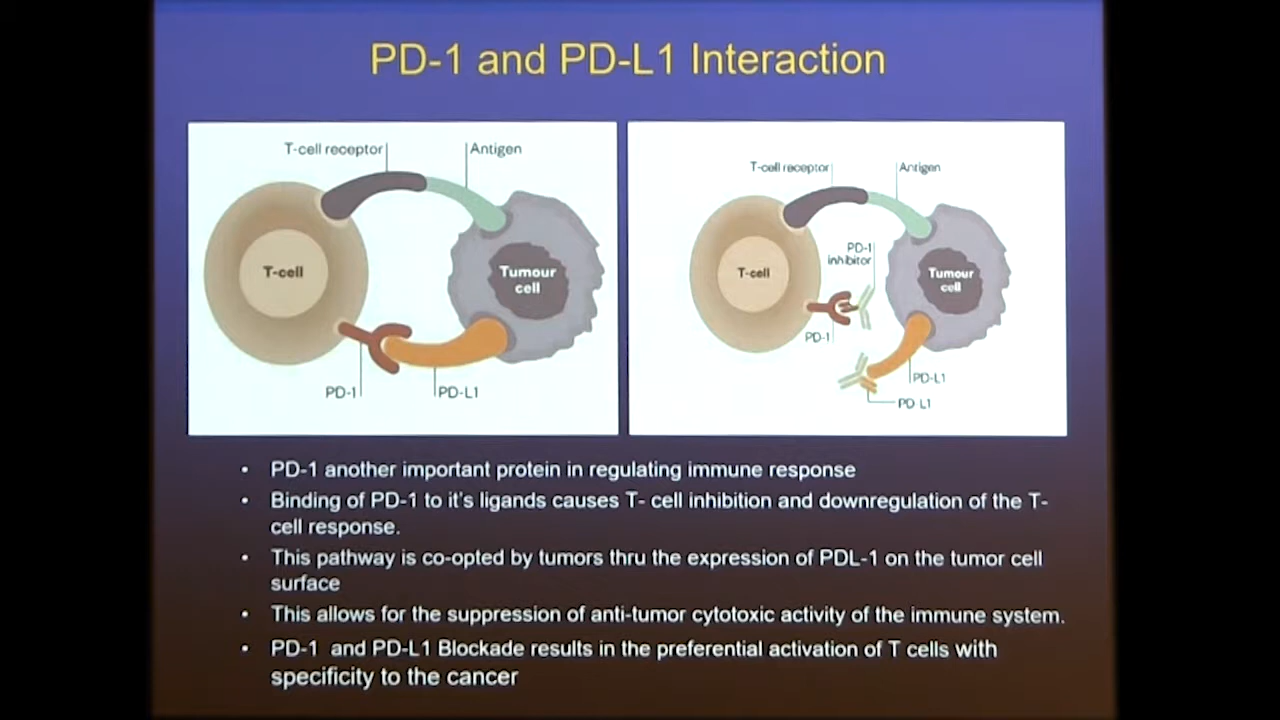 PD-1 and PD-L1 Interaction
T-cell receptor
Antigen
T-cell
Tumour
cell
PD-1
PD-L1
T-cell receptor
Antigen
PD-1
inhibitor
T-cell
Tumour
cell
PD-1
PD-L1
PD L1
• PD-1 another important protein in regulating immune response
• Binding of PD-1 to it's ligands causes T- cell inhibition and downregulation of the T-
cell response.
• This pathway is co-opted by tumors thru the expression of PDL-1 on the tumor cell
surface
• This allows for the suppression of anti-tumor cytotoxic activity of the immune system.
• PD-1 and PD-L1 Blockade results in the preferential activation of T cells with
specificity to the cancer